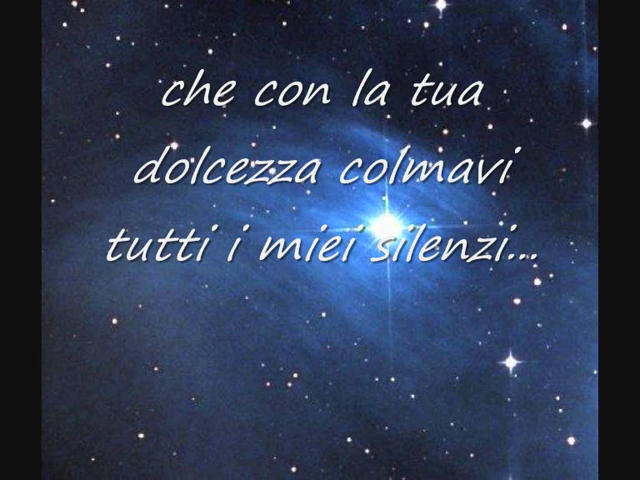 che con la tua
dolcezza colmavi
tutti i miei silenzi...